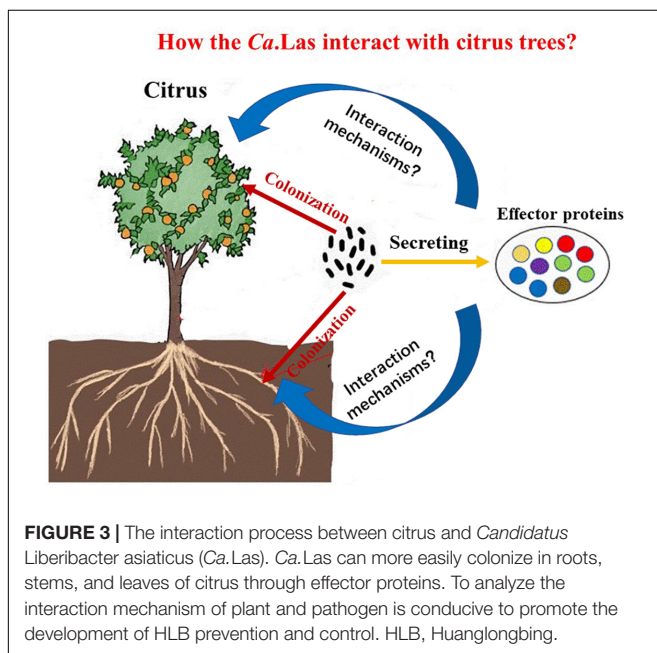 How the Ca.Las interact with citrus trees?
Citrus
Interaction
mechanisms?
Colonization
Effector proteins
Secreting
Colonization
Interaction
mechanisms?
FIGURE 3 | The interaction process between citrus and Candidatus
Liberibacter asiaticus (Ca.Las). Ca.Las can more easily colonize in roots,
stems, and leaves of citrus through effector proteins. To analyze the
interaction mechanism of plant and pathogen is conducive to promote the
development of HLB prevention and control. HLB, Huanglongbing.